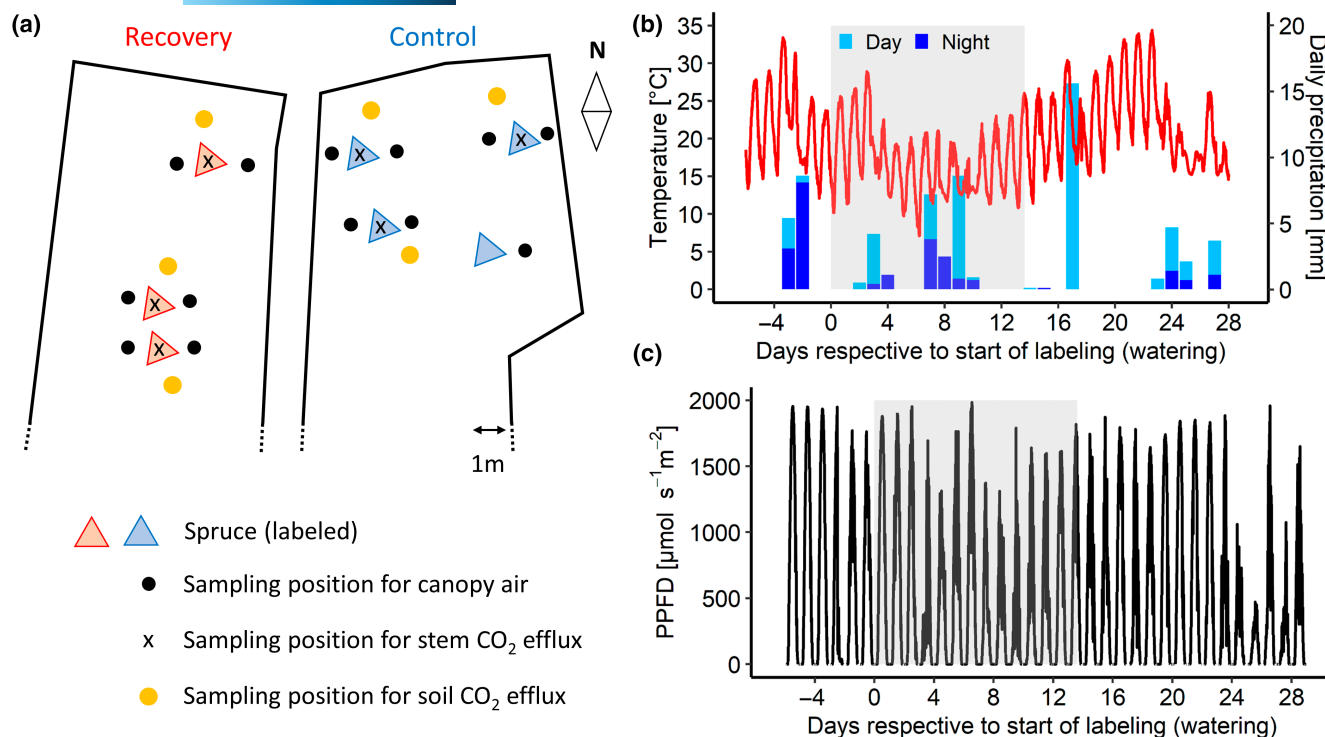 (a)
Recovery
Control
N
x
x
x
x
x
x
1m
Spruce (labeled)
Sampling position for canopy air
x Sampling position for stem CO₂ efflux
Sampling position for soil CO₂ efflux
(b)
Day Night
Temperature [°C]
35
30
25
20
15
10
5
0
Daily precipitation [mm]
20
15
10
5
0
−4 0 4 8 12 16 20 24 28
Days respective to start of labeling (watering)
(c)
PPFD [µmol s⁻¹m⁻²]
2000
1500
1000
500
0
−4 0 4 8 12 16 20 24 28
Days respective to start of labeling (watering)